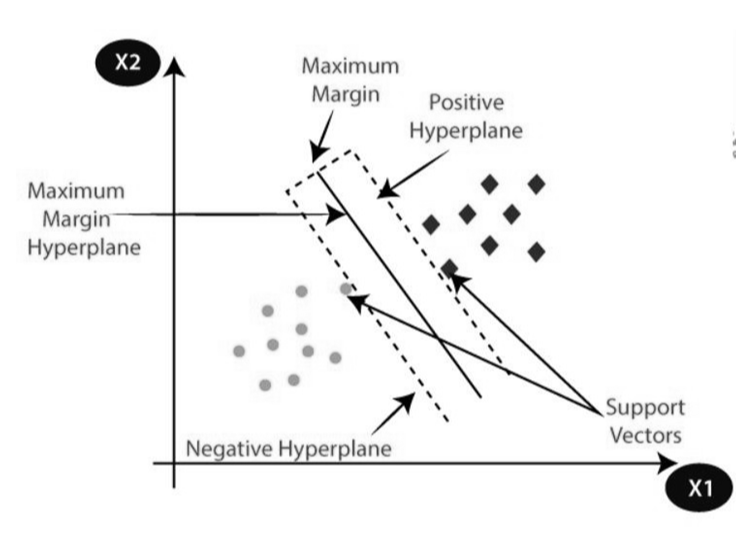 X2
Maximum
Margin
Positive
Hyperplane
Maximum
Margin
Hyperplane
Support
Vectors
Negative Hyperplane
X1